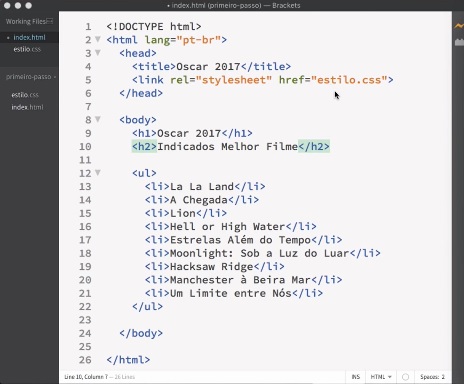 • index.html (primeiro-passo) — Brackets
Working Files
• index.html
estilo.css
primeiro-passo
estilo.css
index.html
1 <!DOCTYPE html>
2 <html lang="pt-br">
3 <head>
4 <title>Oscar 2017</title>
5 <link rel="stylesheet" href="estilo.css">
6 </head>
7
8 <body>
9 <h1>Oscar 2017</h1>
10 <h2>Indicados Melhor Filme</h2>
11
12 <ul>
13 <li>La La Land</li>
14 <li>A Chegada</li>
15 <li>Lion</li>
16 <li>Hell or High Water</li>
17 <li>Estrelas Além do Tempo</li>
18 <li>Moonlight: Sob a Luz do Luar</li>
19 <li>Hacksaw Ridge</li>
20 <li>Manchester à Beira Mar</li>
21 <li>Um Limite entre Nós</li>
22 </ul>
23
24 </body>
25
26 </html>
Line 10, Column 7 — 26 Lines
INS HTML Spaces: 2